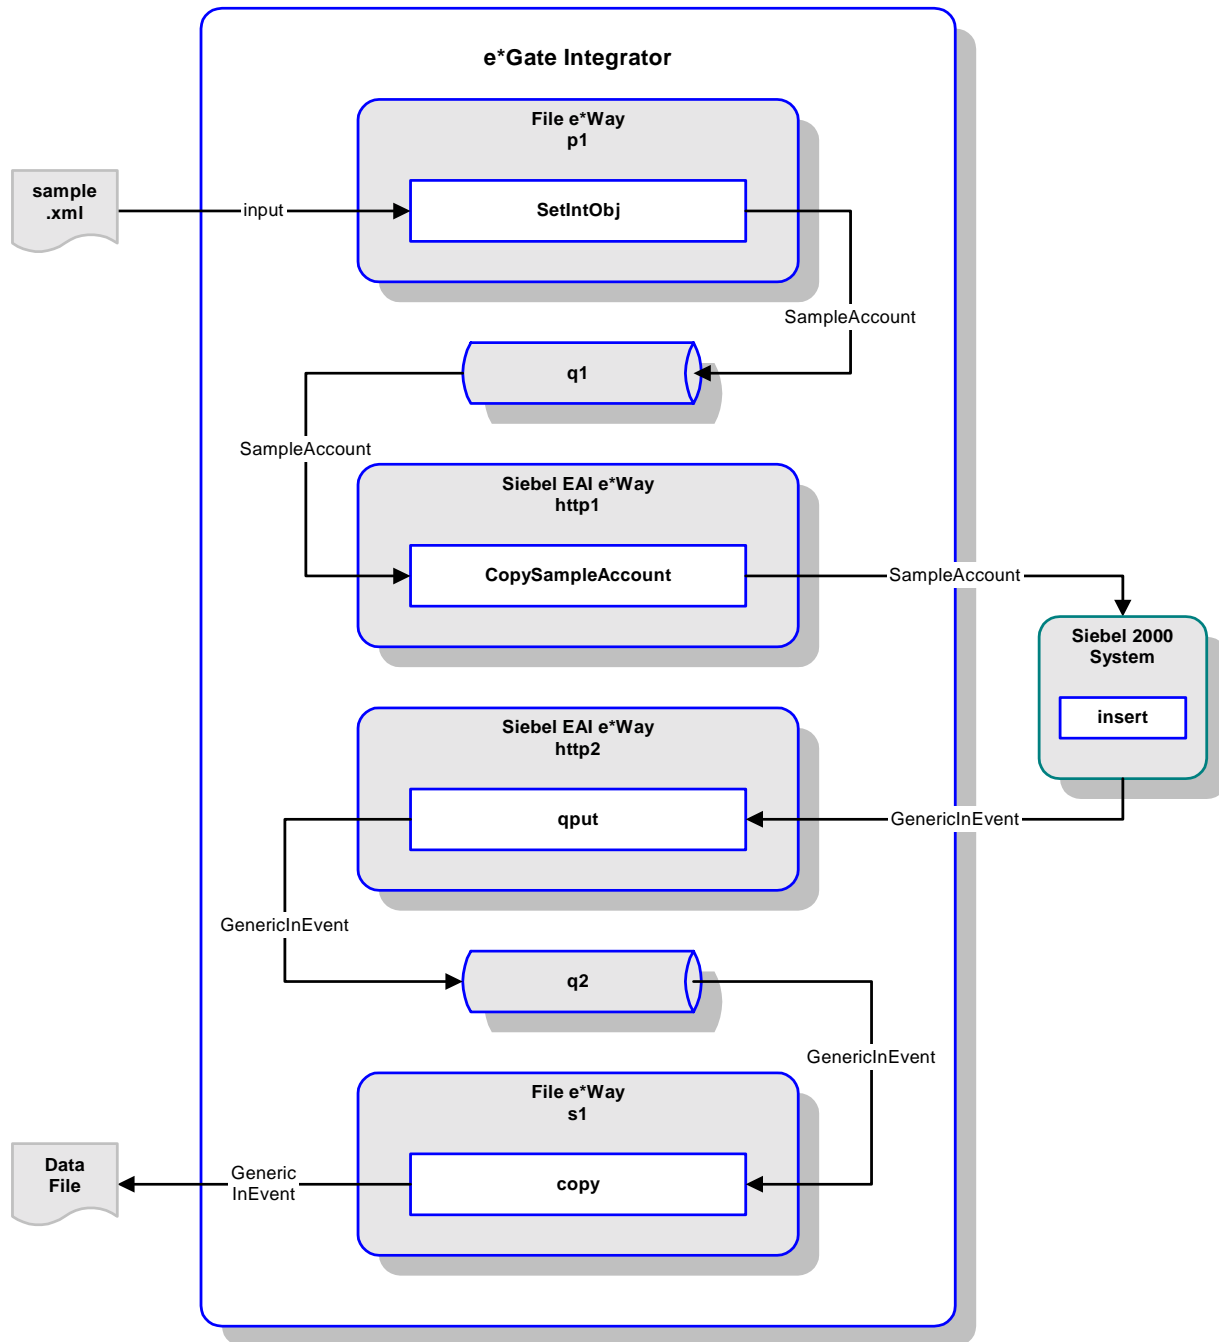 e*Gate Integrator
File e*Way
p1
sample
.xml
input
SetIntObj
SampleAccount
q1
SampleAccount
Siebel EAI e*Way
http1
CopySampleAccount
SampleAccount
Siebel 2000
System
insert
Siebel EAI e*Way
http2
qput
GenericInEvent
GenericInEvent
q2
GenericInEvent
File e*Way
s1
copy
Generic
InEvent
Data
File